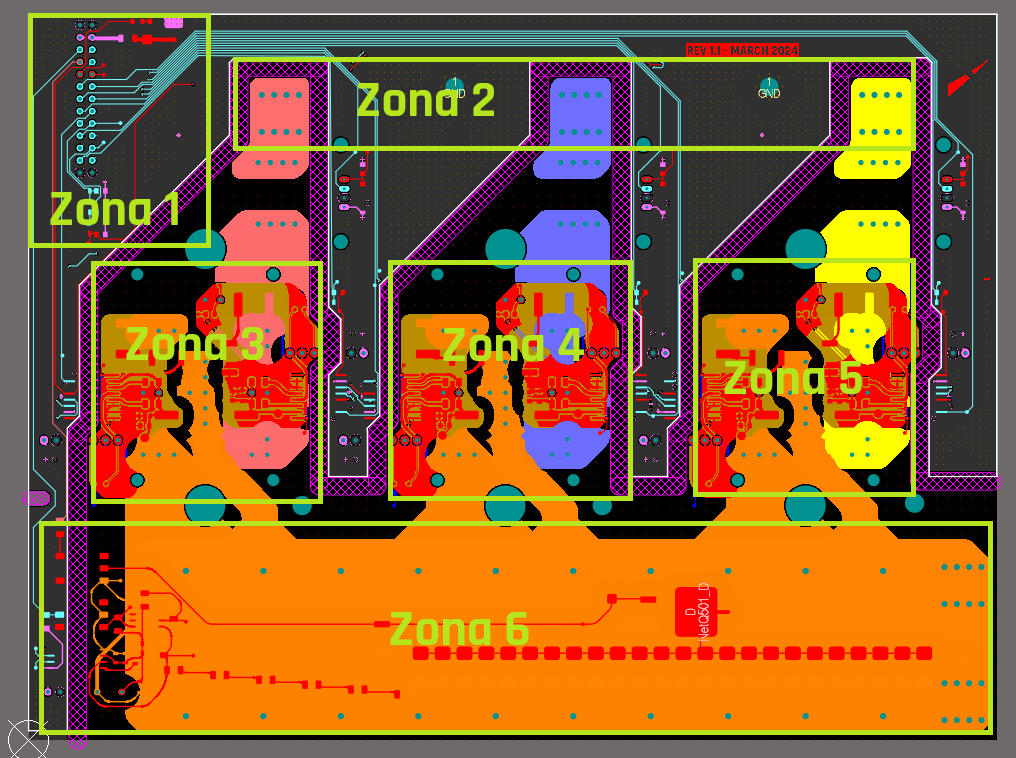 REV 1.1 - MARCH 2024
Zona 2
GND
GND
Zona 1
Zona 3
Zona 4
Zona 5
Zona 6
D
NetQ501_D